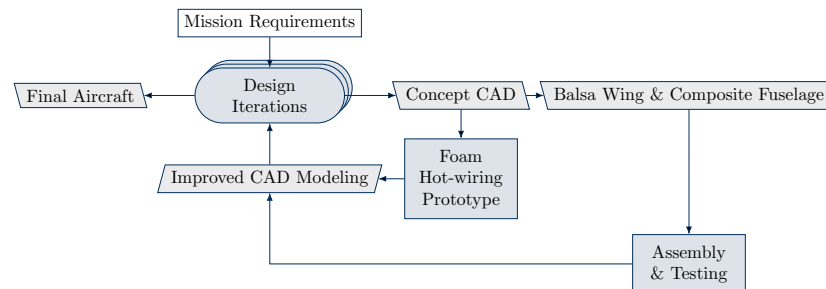 Mission Requirements
Design
Iterations
Final Aircraft
Concept CAD
Balsa Wing & Composite Fuselage
Improved CAD Modeling
Foam
Hot-wiring
Prototype
Assembly
& Testing